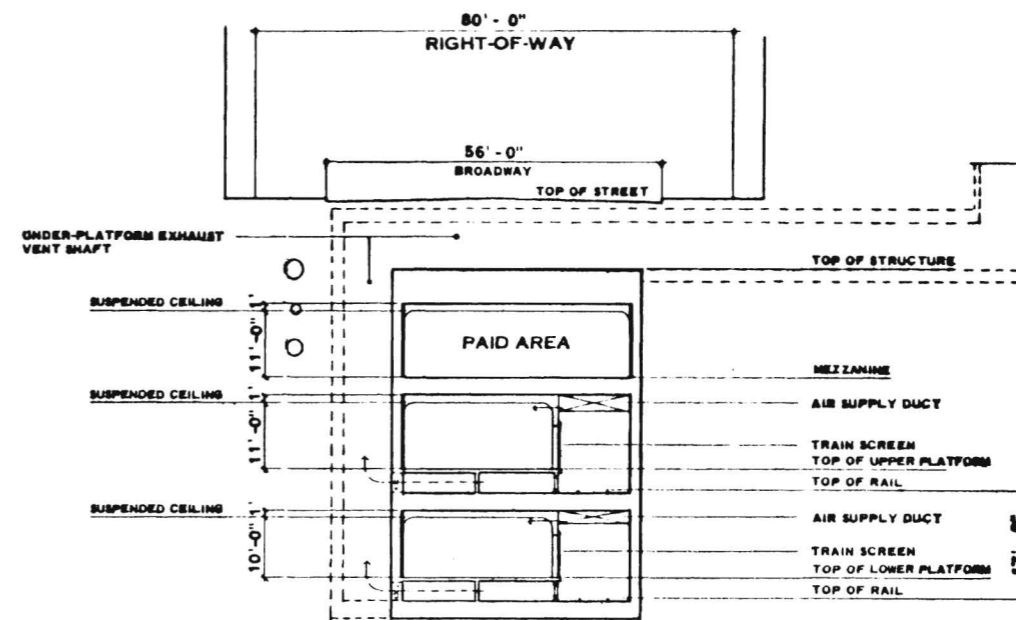 80' - 0"
RIGHT-OF-WAY
56' - 0"
BROADWAY
TOP OF STREET
UNDER-PLATFORM EXHAUST
VENT SHAFT
TOP OF STRUCTURE
SUSPENDED CEILING
1'
11'-0"
PAID AREA
MEZZANINE
SUSPENDED CEILING
1'
11'-0"
AIR SUPPLY DUCT
TRAIN SCREEN
TOP OF UPPER PLATFORM
TOP OF RAIL
SUSPENDED CEILING
1'
10'-0"
AIR SUPPLY DUCT
TRAIN SCREEN
TOP OF LOWER PLATFORM
TOP OF RAIL